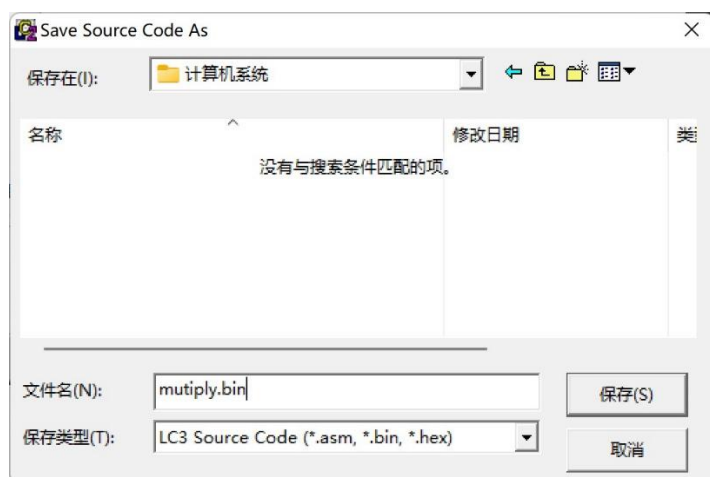 Save Source Code As
保存在(I):
计算机系统
名称
修改日期
类
没有与搜索条件匹配的项。
文件名(N):
mutiply.bin
保存(S)
保存类型(T):
LC3 Source Code (*.asm, *.bin, *.hex)
取消